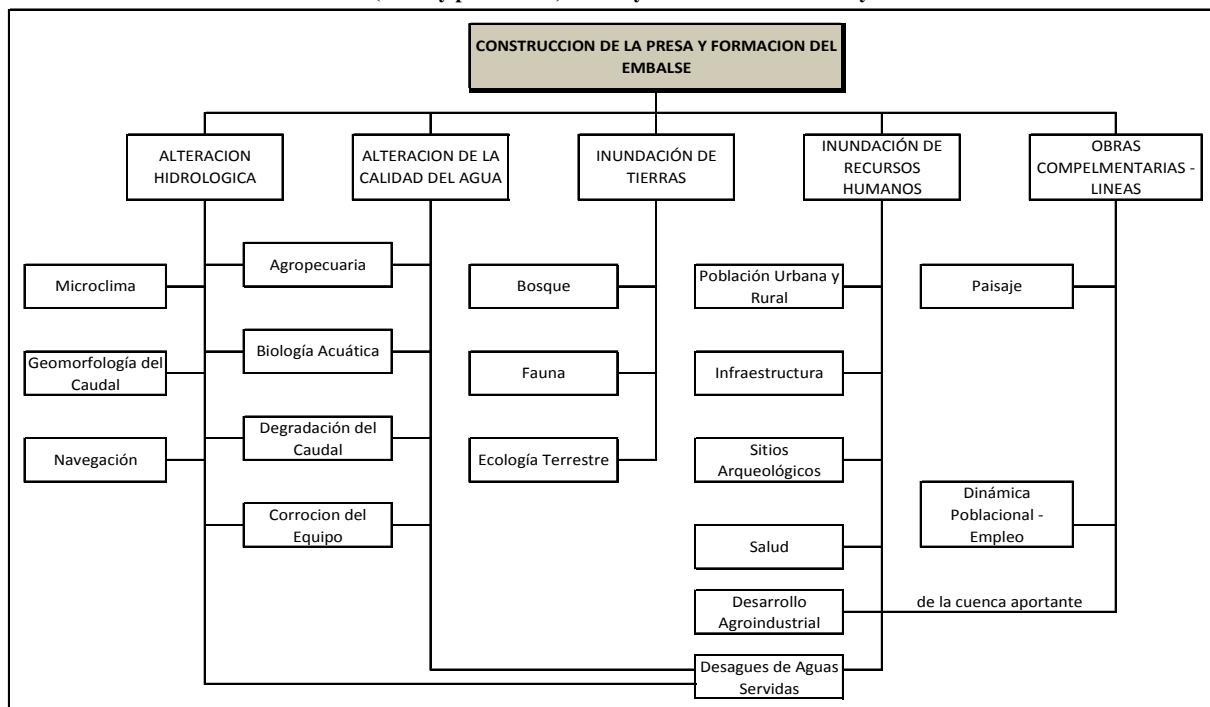 CONSTRUCCION DE LA PRESA Y FORMACION DEL
EMBALSE
ALTERACION
HIDROLOGICA
ALTERACION DE LA
CALIDAD DEL AGUA
INUNDACIÓN DE
TIERRAS
INUNDACIÓN DE
RECURSOS
HUMANOS
OBRAS
COMPELMENTARIAS -
LINEAS
Microclima
Geomorfología del
Caudal
Navegación
Agropecuaria
Biología Acuática
Degradación del
Caudal
Corrocion del
Equipo
Bosque
Fauna
Ecología Terrestre
Población Urbana y
Rural
Infraestructura
Sitios
Arqueológicos
Salud
Desarrollo
Agroindustrial
Desagues de Aguas
Servidas
Paisaje
Dinámica
Poblacional -
Empleo
de la cuenca aportante